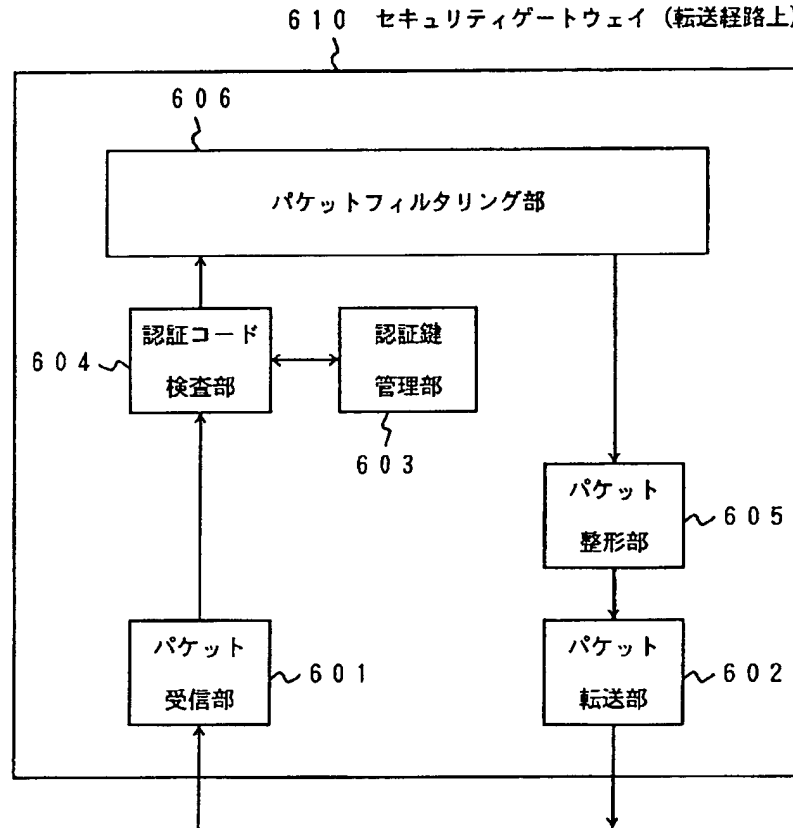 610 セキュリティゲートウェイ (転送経路上)
606
パケットフィルタリング部
認証コード
検査部
604
認証鍵
管理部
603
パケット
整形部
605
パケット
受信部
601
パケット
転送部
602